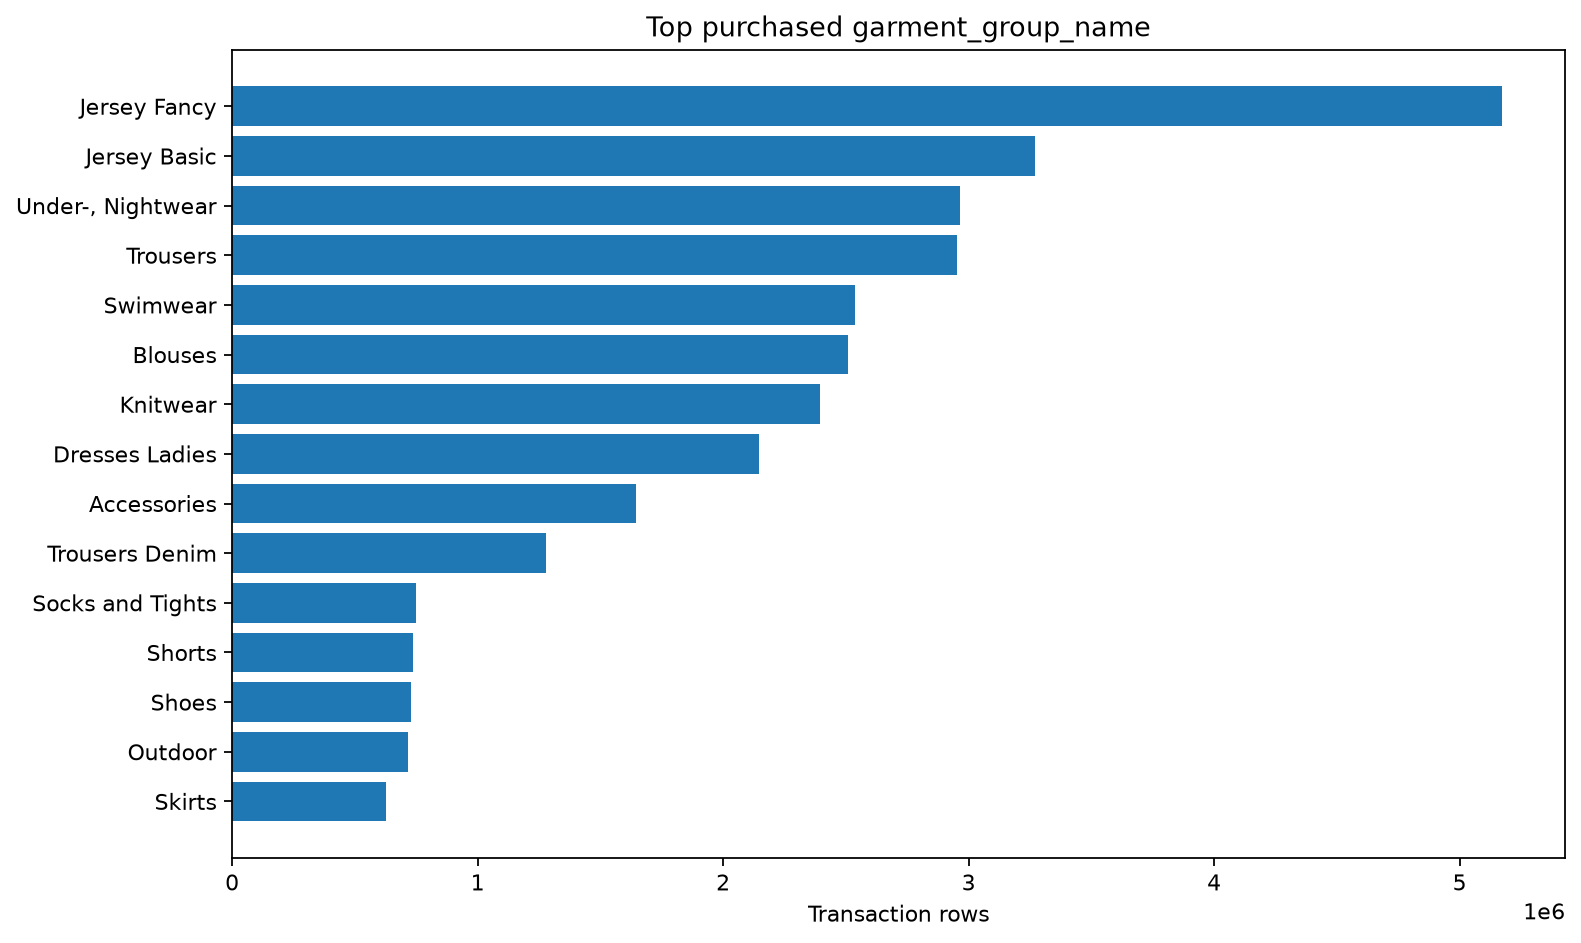 Top purchased garment_group_name
Jersey Fancy
Jersey Basic
Under-, Nightwear
Trousers
Swimwear
Blouses
Knitwear
Dresses Ladies
Accessories
Trousers Denim
Socks and Tights
Shorts
Shoes
Outdoor
Skirts
0 1 2 3 4 5
1e6
Transaction rows